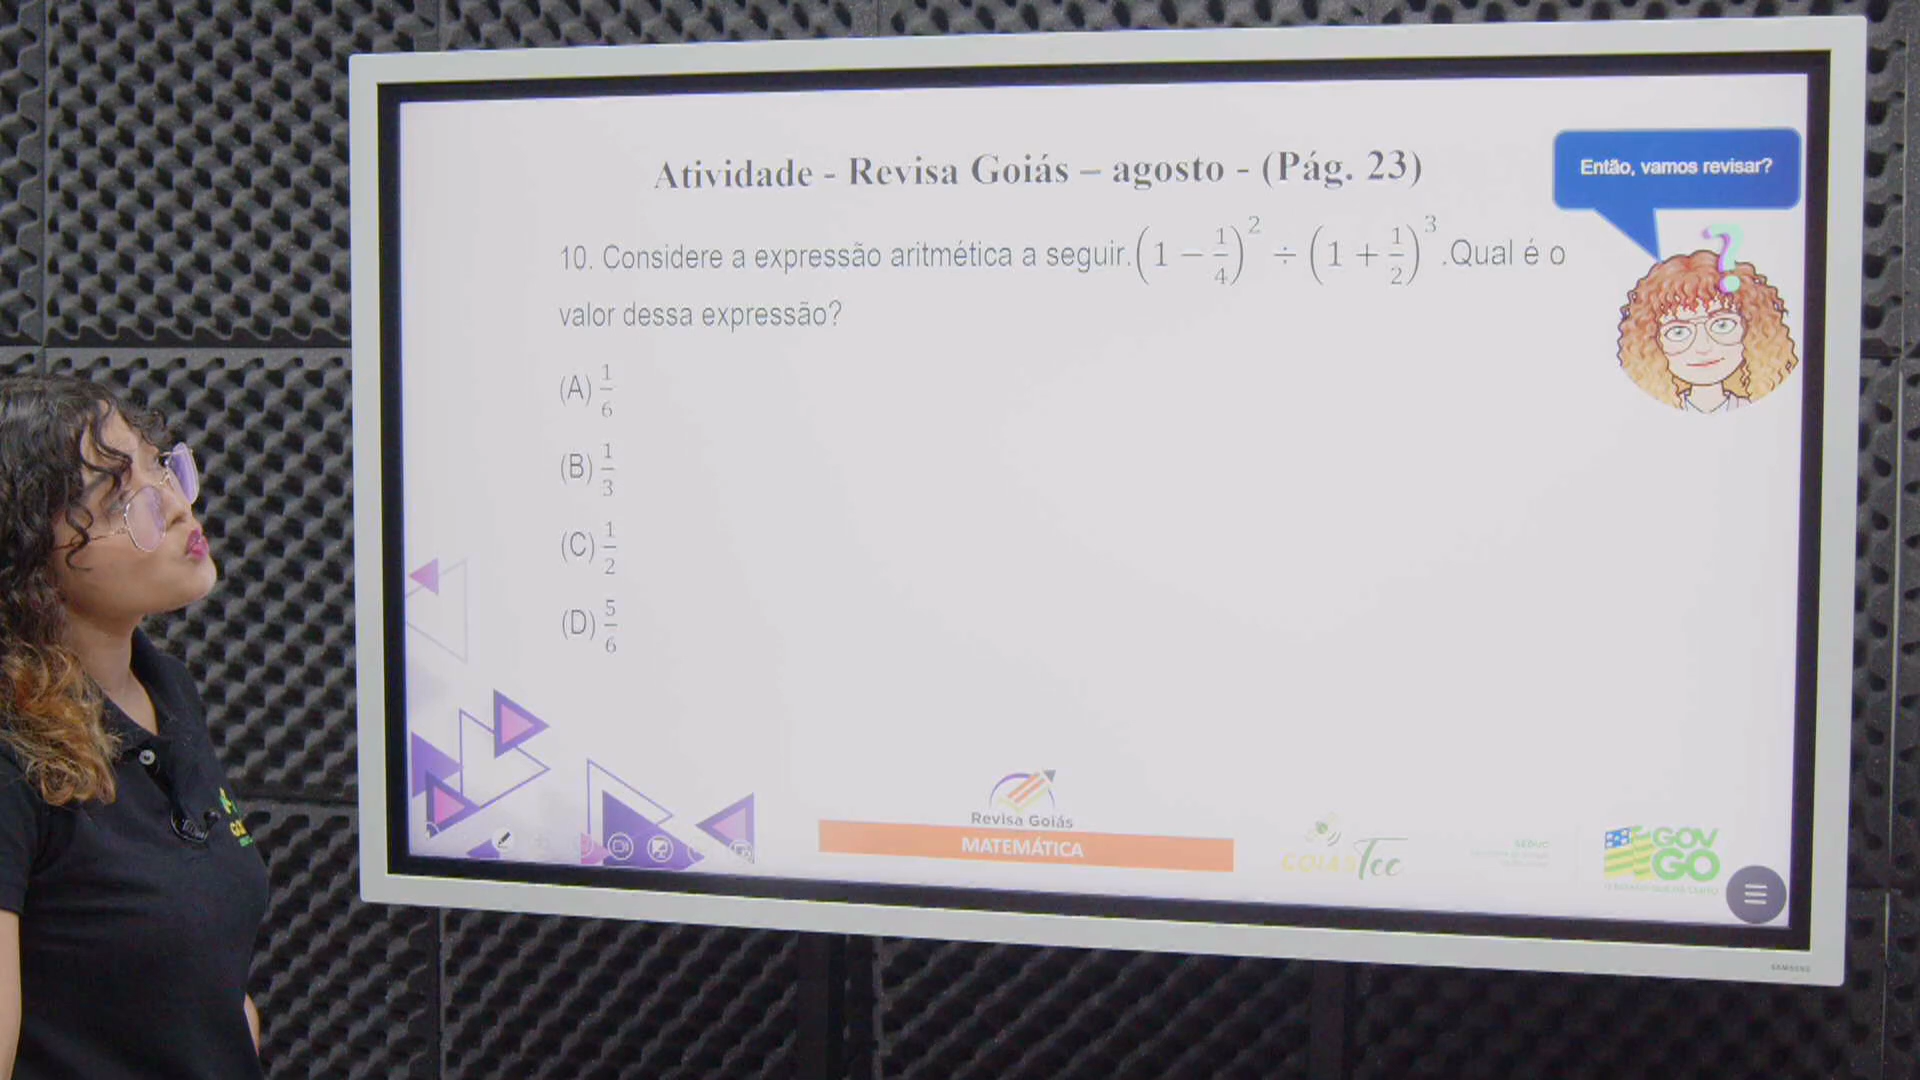 Atividade - Revisa Goiás – agosto - (Pág. 23)
Então, vamos revisar?
10. Considere a expressão aritmética a seguir. (1 − 1/4)² ÷ (1 + 1/2)³ .Qual é o
valor dessa expressão?
(A) 1/6
(B) 1/3
(C) 1/2
(D) 5/6
Revisa Goiás
MATEMÁTICA
GOIÁS Tec
SEDUC
GOV
GO
SAMSUNG